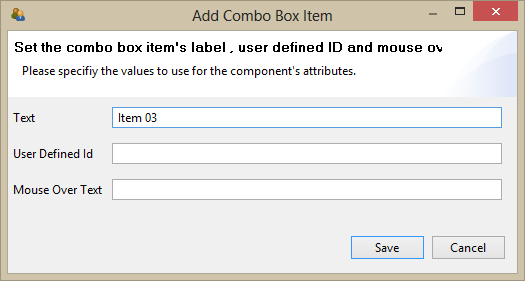 Add Combo Box Item
Set the combo box item's label , user defined ID and mouse ov
Please specifiy the values to use for the component's attributes.
Text Item 03
User Defined Id
Mouse Over Text
Save Cancel